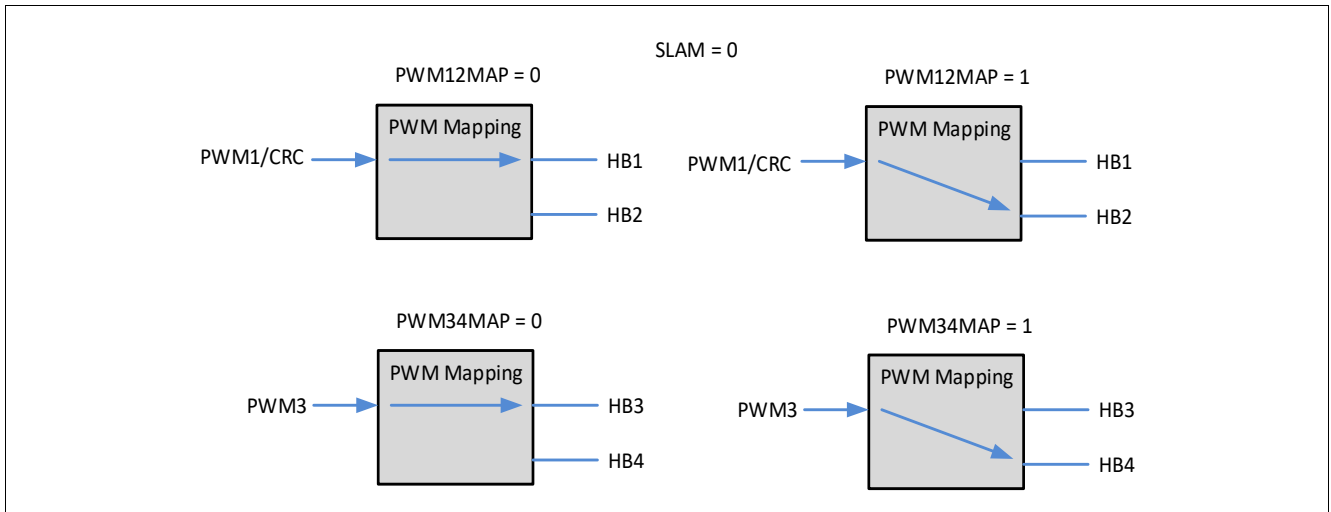 SLAM = 0
PWM12MAP = 0
PWM Mapping
PWM1/CRC
HB1
HB2
PWM12MAP = 1
PWM Mapping
PWM1/CRC
HB1
HB2
PWM34MAP = 0
PWM Mapping
PWM3
HB3
HB4
PWM34MAP = 1
PWM Mapping
PWM3
HB3
HB4